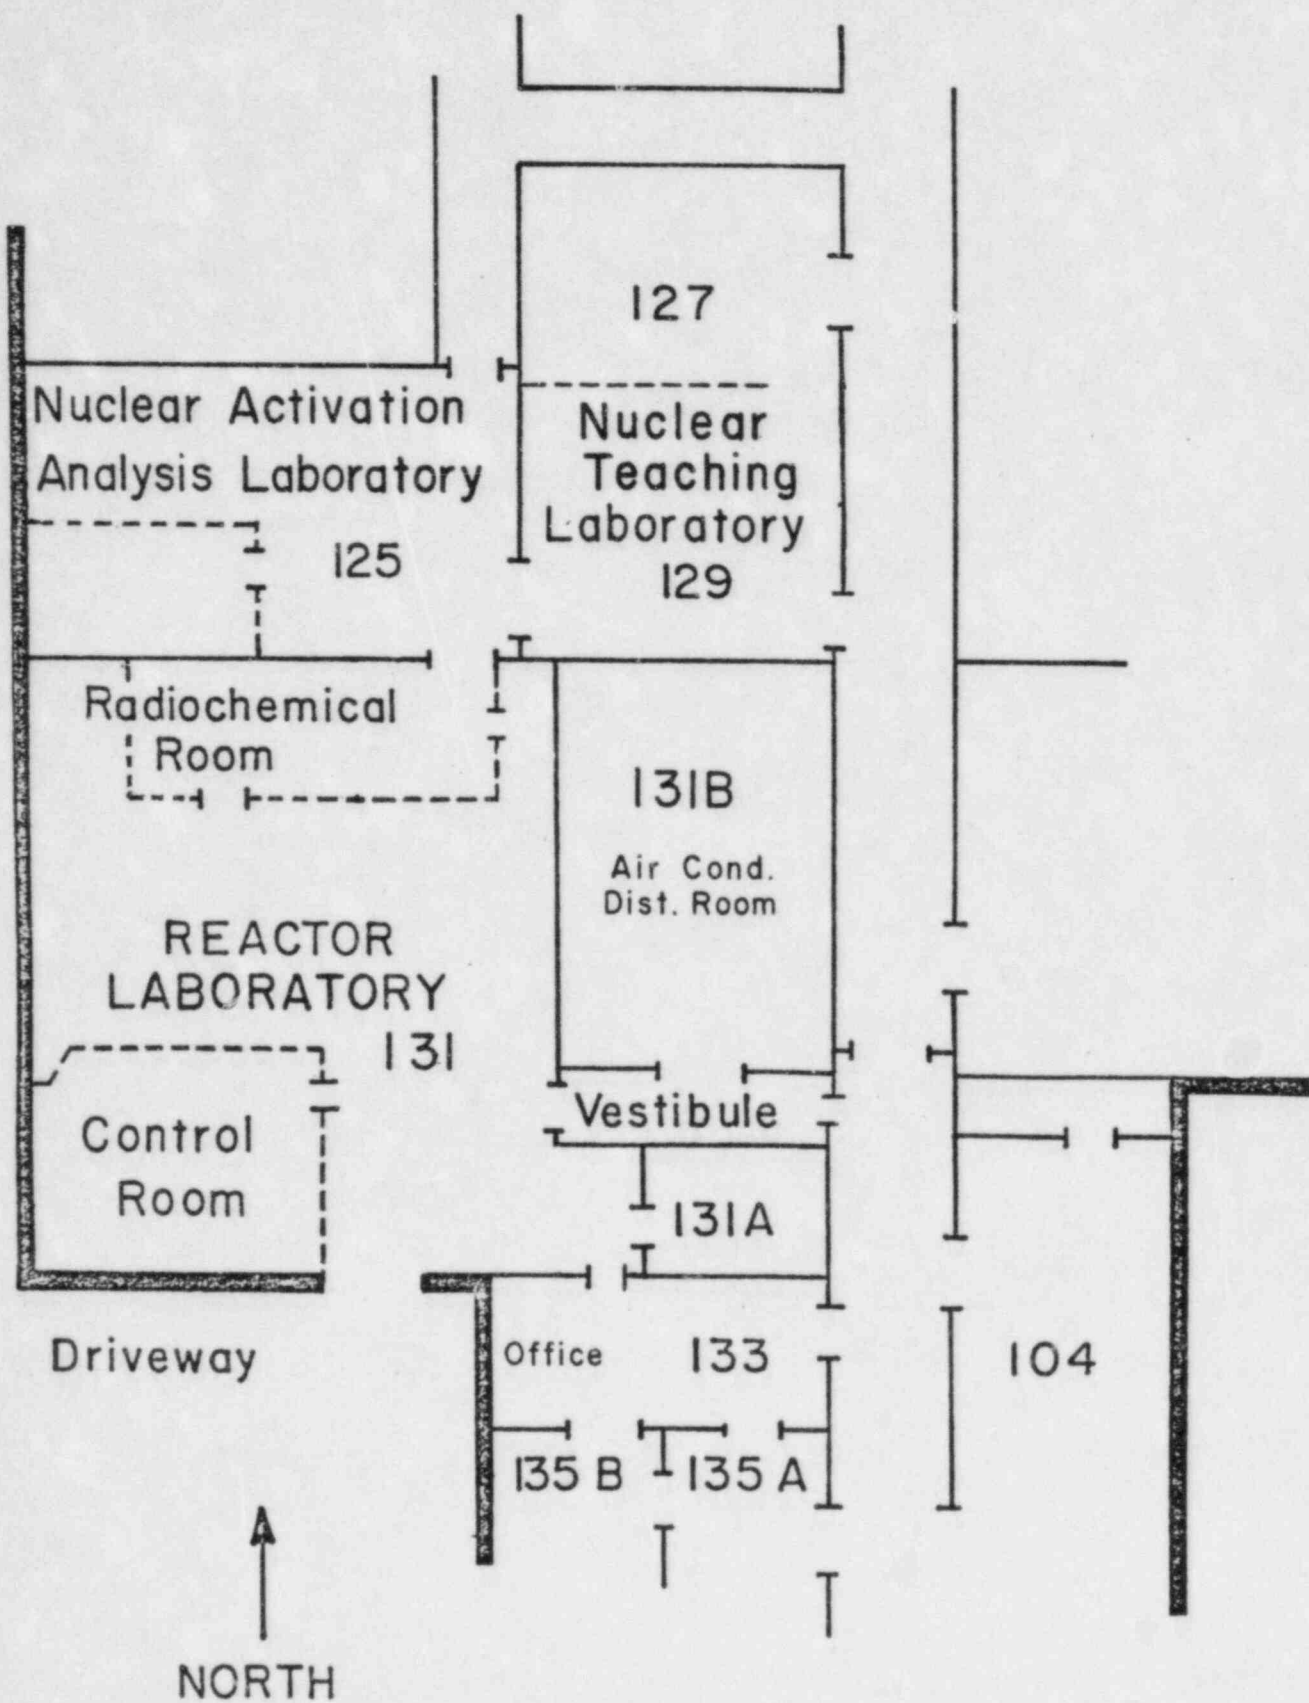 127
Nuclear Activation
Analysis Laboratory
125
Nuclear
Teaching
Laboratory
129
Radiochemical
Room
131B
Air Cond.
Dist. Room
REACTOR
LABORATORY
131
Control
Room
Vestibule
131A
Driveway
Office
133
104
135 B
135 A
NORTH